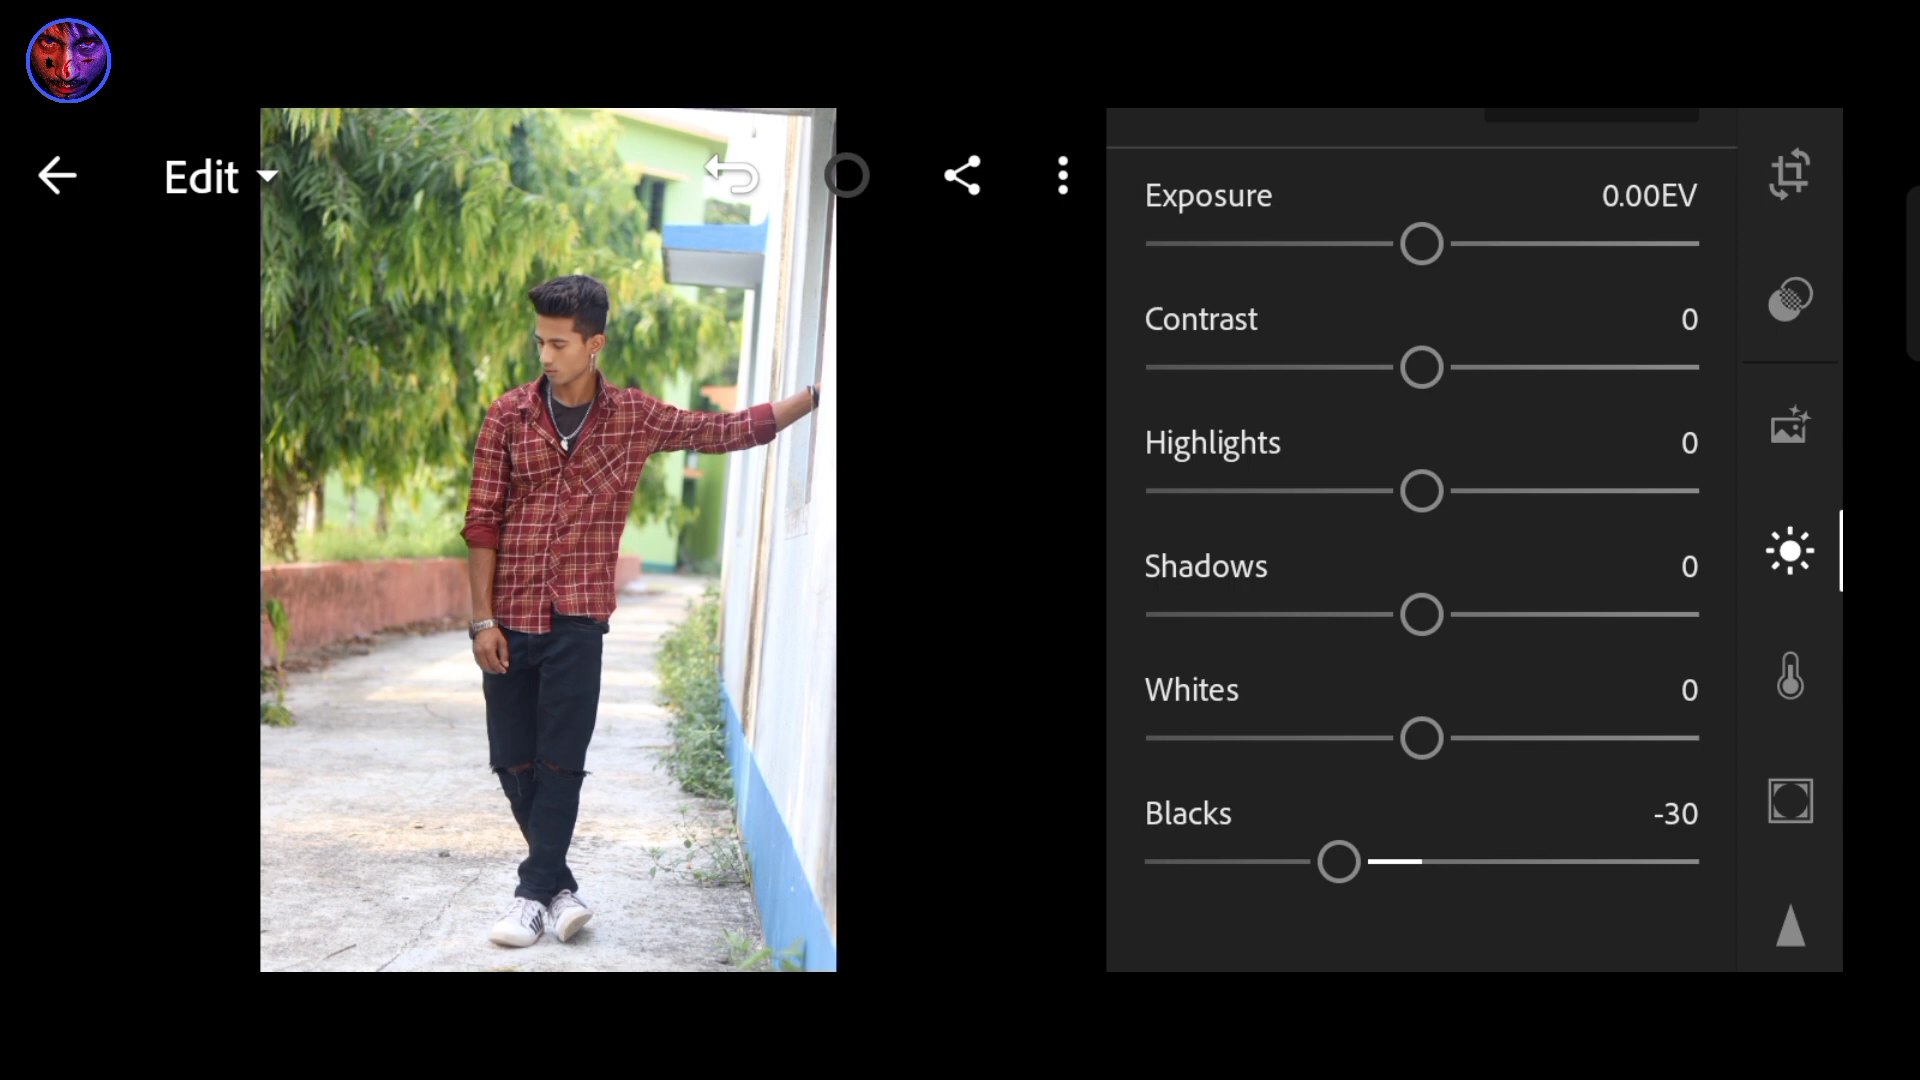 Edit
Exposure 0.00EV
Contrast 0
Highlights 0
Shadows 0
Whites 0
Blacks -30